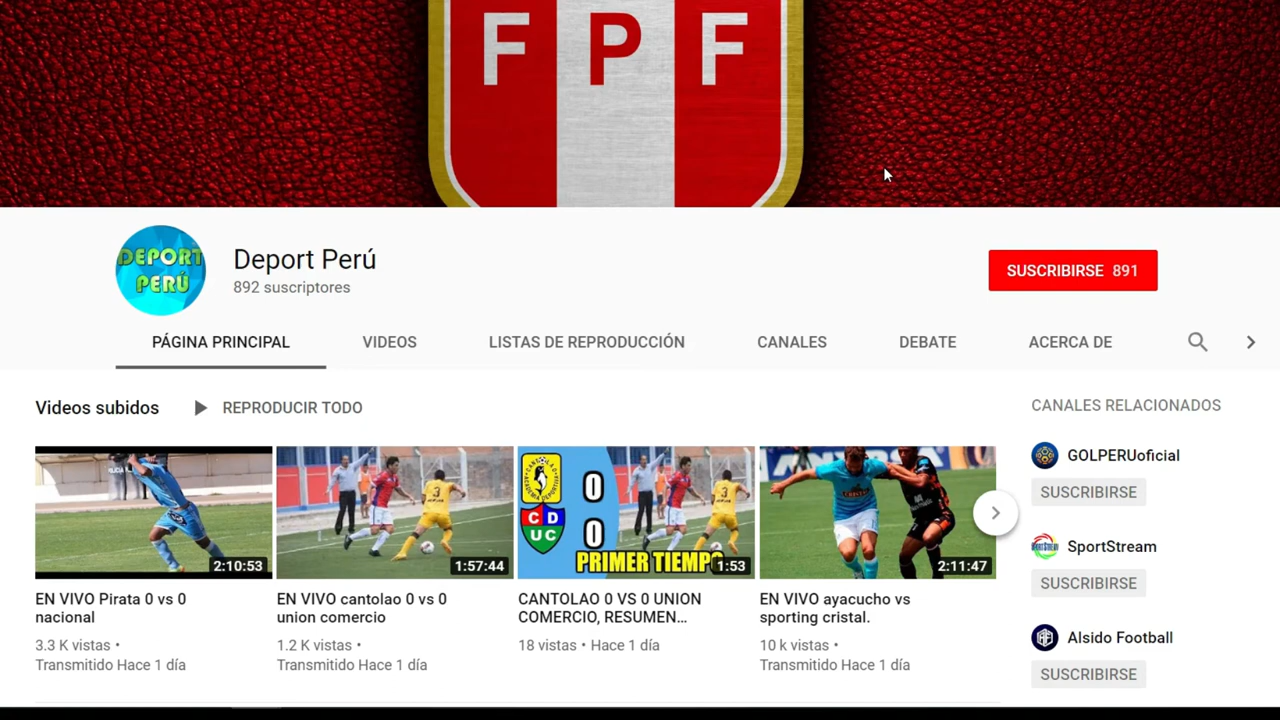 FPF
DEPORT
PERÚ
Deport Perú
892 suscriptores
SUSCRIBIRSE 891
PÁGINA PRINCIPAL
VIDEOS
LISTAS DE REPRODUCCIÓN
CANALES
DEBATE
ACERCA DE
Videos subidos
REPRODUCIR TODO
CANALES RELACIONADOS
2:10:53
EN VIVO Pirata 0 vs 0
nacional
3.3 K vistas •
Transmitido Hace 1 día
3
1:57:44
EN VIVO cantolao 0 vs 0
union comercio
1.2 K vistas •
Transmitido Hace 1 día
0
CD
UC
0
3
PRIMER TIEMPO
1:53
CANTOLAO 0 VS 0 UNION
COMERCIO, RESUMEN...
18 vistas • Hace 1 día
2:11:47
EN VIVO ayacucho vs
sporting cristal.
10 k vistas •
Transmitido Hace 1 día
GOLPERUoficial
SUSCRIBIRSE
SportStream
SUSCRIBIRSE
Alsido Football
SUSCRIBIRSE